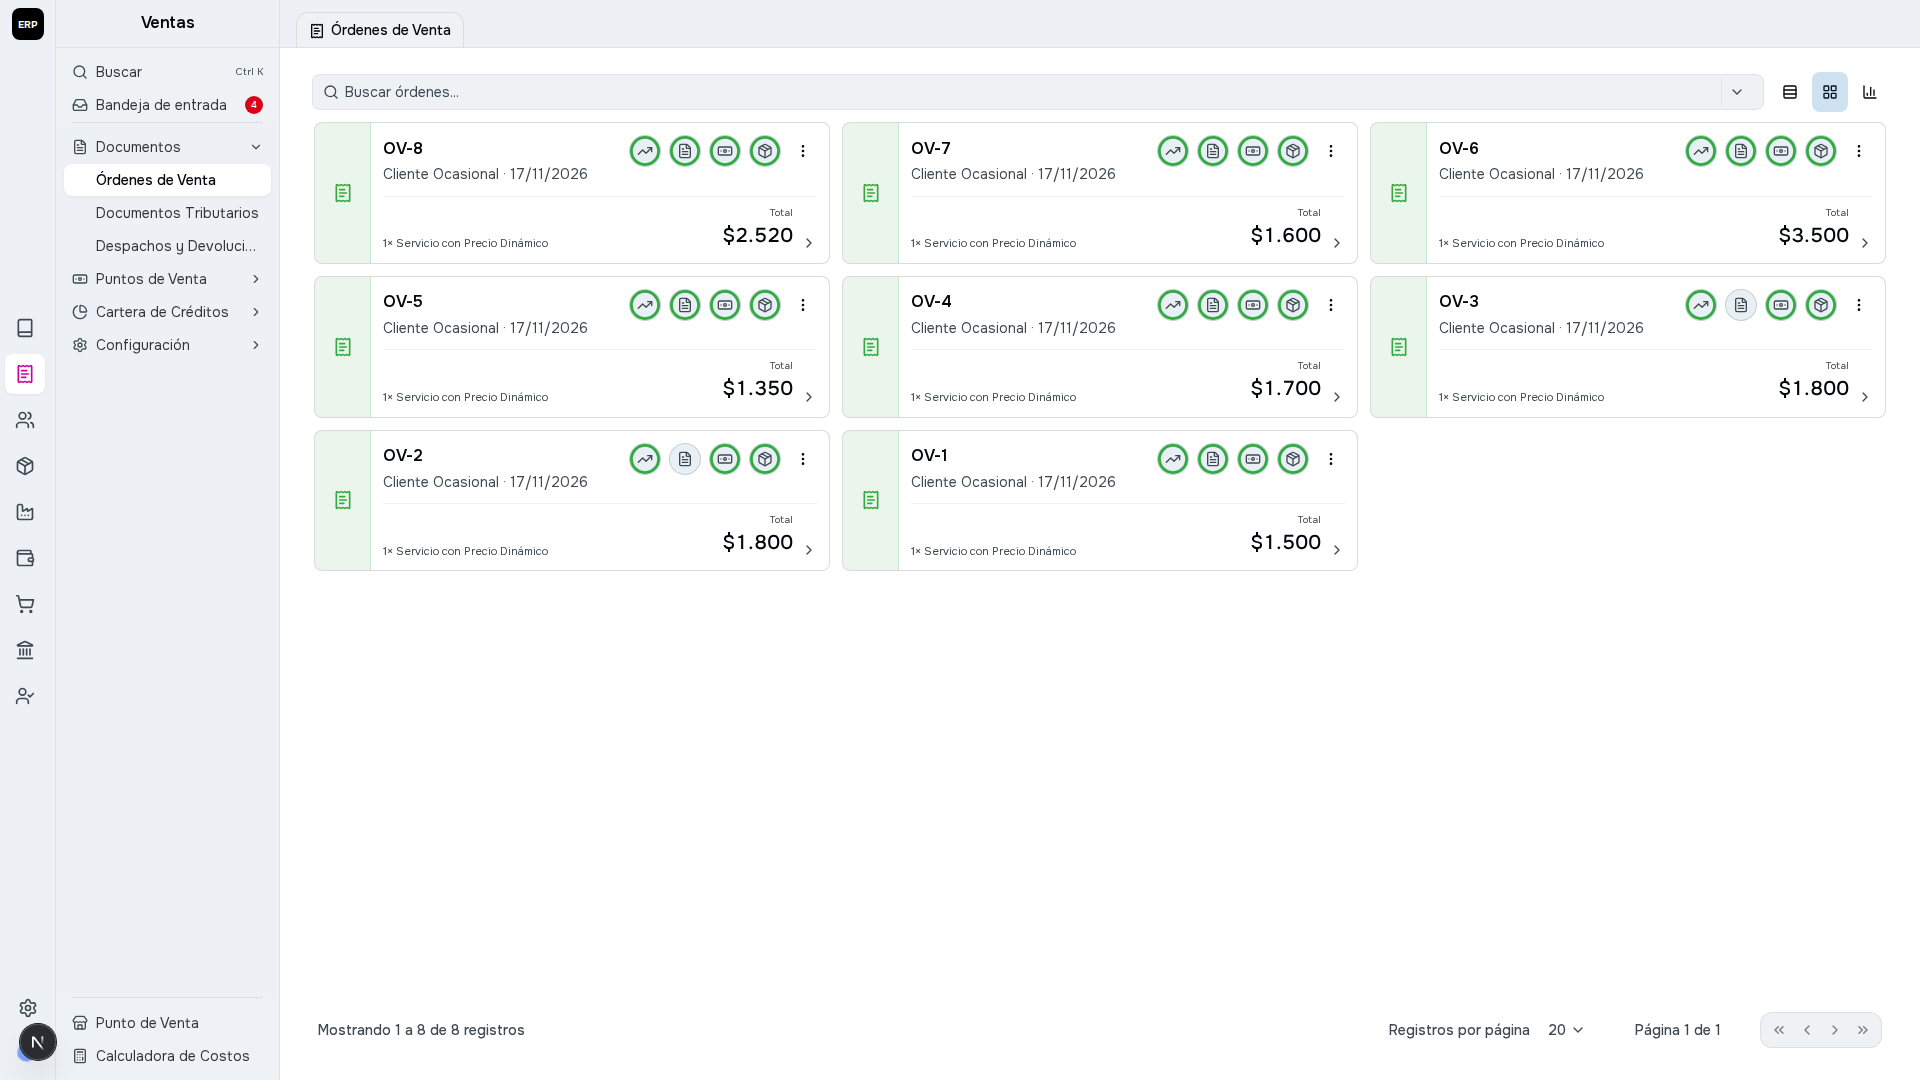 ERP
Ventas
Buscar
Ctrl K
Bandeja de entrada
4
Documentos
Órdenes de Venta
Documentos Tributarios
Despachos y Devoluci...
Puntos de Venta
Cartera de Créditos
Configuración
Punto de Venta
Calculadora de Costos
N
Órdenes de Venta
Buscar órdenes...
OV-8
Cliente Ocasional · 17/11/2026
Total
1× Servicio con Precio Dinámico
$2.520
OV-7
Cliente Ocasional · 17/11/2026
Total
1× Servicio con Precio Dinámico
$1.600
OV-6
Cliente Ocasional · 17/11/2026
Total
1× Servicio con Precio Dinámico
$3.500
OV-5
Cliente Ocasional · 17/11/2026
Total
1× Servicio con Precio Dinámico
$1.350
OV-4
Cliente Ocasional · 17/11/2026
Total
1× Servicio con Precio Dinámico
$1.700
OV-3
Cliente Ocasional · 17/11/2026
Total
1× Servicio con Precio Dinámico
$1.800
OV-2
Cliente Ocasional · 17/11/2026
Total
1× Servicio con Precio Dinámico
$1.800
OV-1
Cliente Ocasional · 17/11/2026
Total
1× Servicio con Precio Dinámico
$1.500
Mostrando 1 a 8 de 8 registros
Registros por página
20
Página 1 de 1